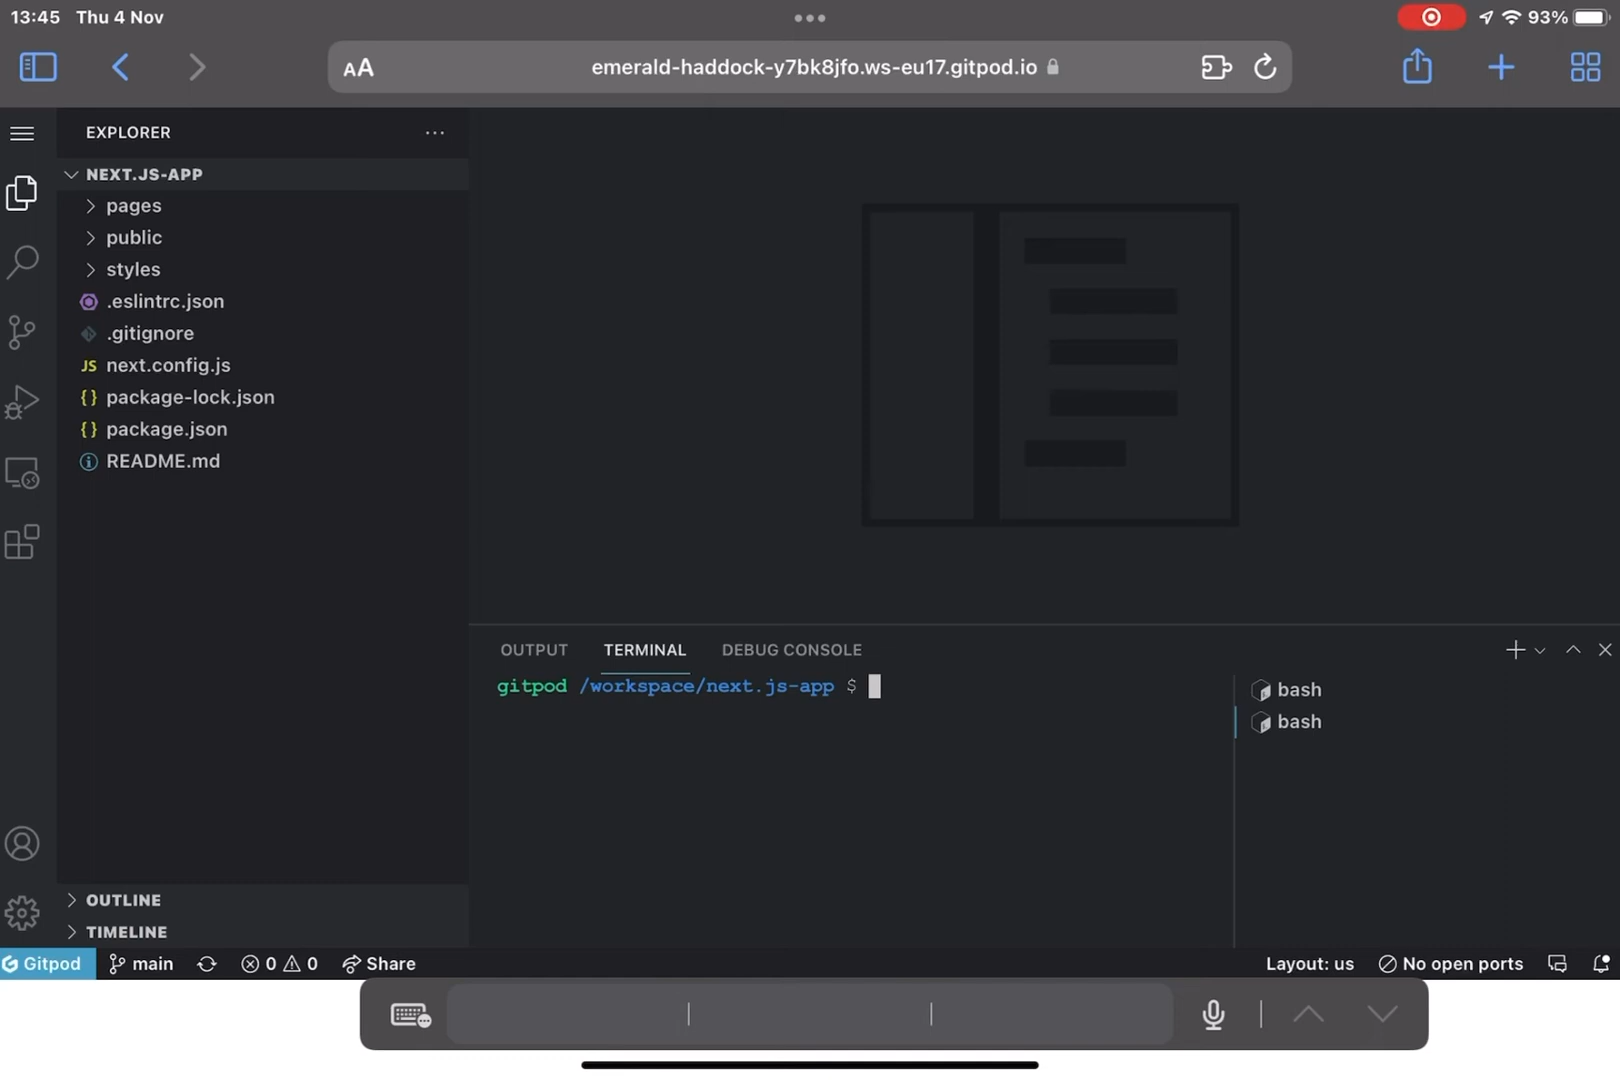 13:45 Thu 4 Nov
93%
AA emerald-haddock-y7bk8jfo.ws-eu17.gitpod.io
EXPLORER
NEXT.JS-APP
pages
public
styles
.eslintrc.json
.gitignore
JS next.config.js
{} package-lock.json
{} package.json
README.md
OUTLINE
TIMELINE
OUTPUT TERMINAL DEBUG CONSOLE
gitpod /workspace/next.js-app $
bash
bash
Gitpod main 0 0 Share Layout: us No open ports